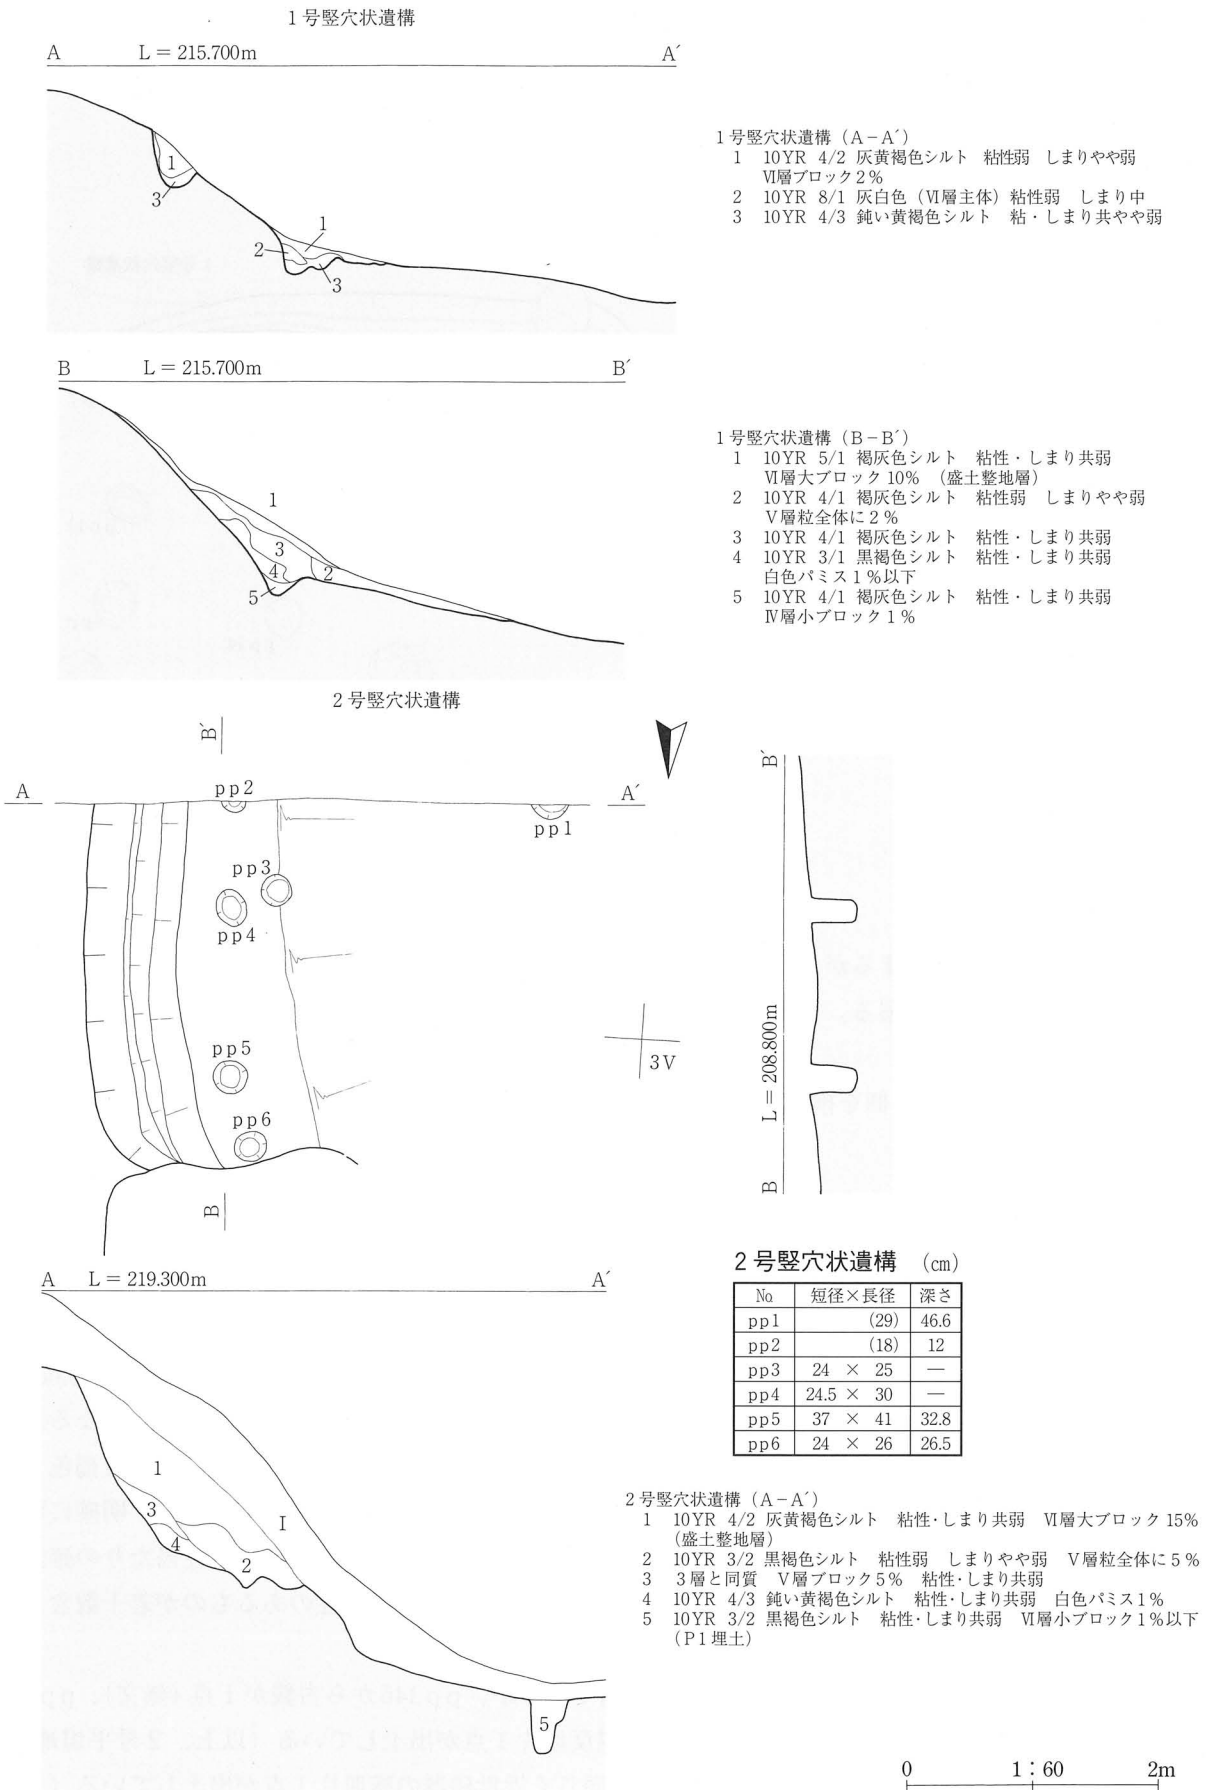 1号竪穴状遺構
A L = 215.700m A´
1
3
1
2
3
1号竪穴状遺構（A－A´）
1 10YR 4/2 灰黄褐色シルト 粘性弱 しまりやや弱
Ⅵ層ブロック2％
2 10YR 8/1 灰白色（Ⅵ層主体）粘性弱 しまり中
3 10YR 4/3 鈍い黄褐色シルト 粘・しまり共やや弱
B L = 215.700m B´
1
3
4 2
5
1号竪穴状遺構（B－B´）
1 10YR 5/1 褐灰色シルト 粘性・しまり共弱
Ⅵ層大ブロック10％ （盛土整地層）
2 10YR 4/1 褐灰色シルト 粘性弱 しまりやや弱
Ⅴ層粒全体に2％
3 10YR 4/1 褐灰色シルト 粘性・しまり共弱
4 10YR 3/1 黒褐色シルト 粘性・しまり共弱
白色パミス1％以下
5 10YR 4/1 褐灰色シルト 粘性・しまり共弱
Ⅳ層小ブロック1％
2号竪穴状遺構
B´
A A´
pp2
pp1
pp3
pp4
pp5
pp6
3V
B
B´
L = 208.800m
B
A L = 219.300m A´
1
3
4
2
I
5
2号竪穴状遺構 （㎝）
№ 短径×長径 深さ
pp1 (29) 46.6
pp2 (18) 12
pp3 24 × 25 ―
pp4 24.5 × 30 ―
pp5 37 × 41 32.8
pp6 24 × 26 26.5
2号竪穴状遺構（A－A´）
1 10YR 4/2 灰黄褐色シルト 粘性・しまり共弱 Ⅵ層大ブロック15％
（盛土整地層）
2 10YR 3/2 黒褐色シルト 粘性弱 しまりやや弱 Ⅴ層粒全体に5％
3 3層と同質 Ⅴ層ブロック5％ 粘性・しまり共弱
4 10YR 4/3 鈍い黄褐色シルト 粘性・しまり共弱 白色パミス1％
5 10YR 3/2 黒褐色シルト 粘性・しまり共弱 Ⅵ層小ブロック1％以下
（P1埋土）
0 1：60 2m